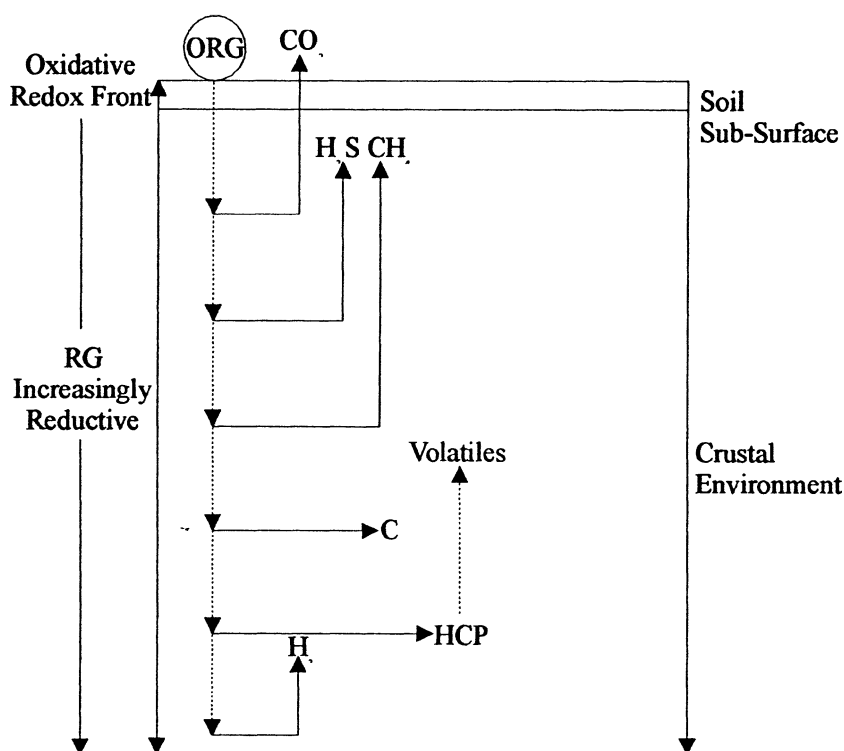 ORG
CO,
Oxidative
Redox Front
Soil
Sub-Surface
H,S CH,
RG
Increasingly
Reductive
Volatiles
Crustal
Environment
C
HCP
H,